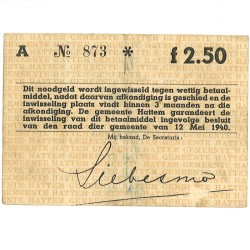 A № 873 * f 2.50
Dit noodgeld wordt ingewisseld tegen wettig betaal-
middel, nadat daarvan afkondiging is geschied en de
inwisseling plaats vindt binnen 3 maanden na die
afkondiging. De gemeente Hattem garandeert de
inwisseling van dit betaalmiddel ingevolge besluit
van den raad dier gemeente van 12 Mei 1940.
Mij bekend, De Secretaris: